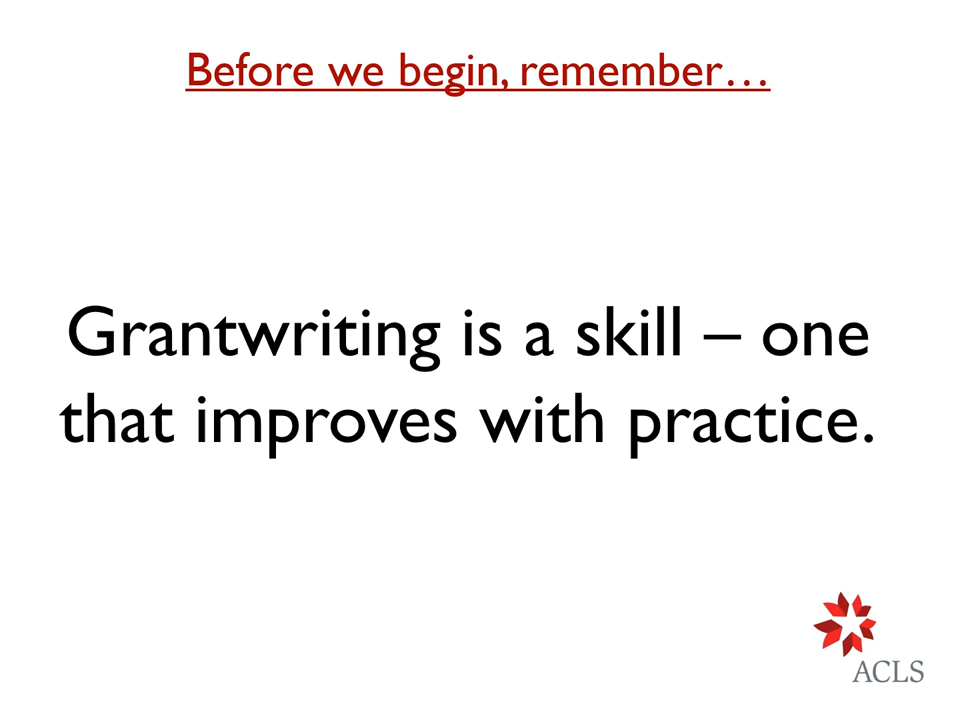 Before we begin, remember…
Grantwriting is a skill – one
that improves with practice.
ACLS